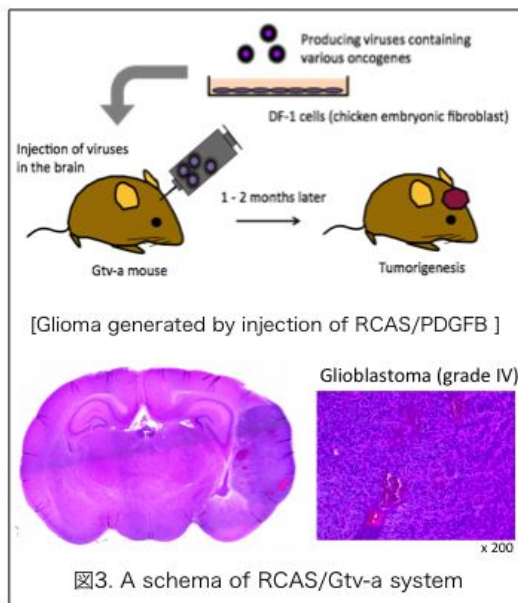 Producing viruses containing
various oncogenes
DF-1 cells (chicken embryonic fibroblast)
Injection of viruses
in the brain
1 - 2 months later
Gtv-a mouse
Tumorigenesis
[Glioma generated by injection of RCAS/PDGFB ]
Glioblastoma (grade IV)
x 200
図3. A schema of RCAS/Gtv-a system